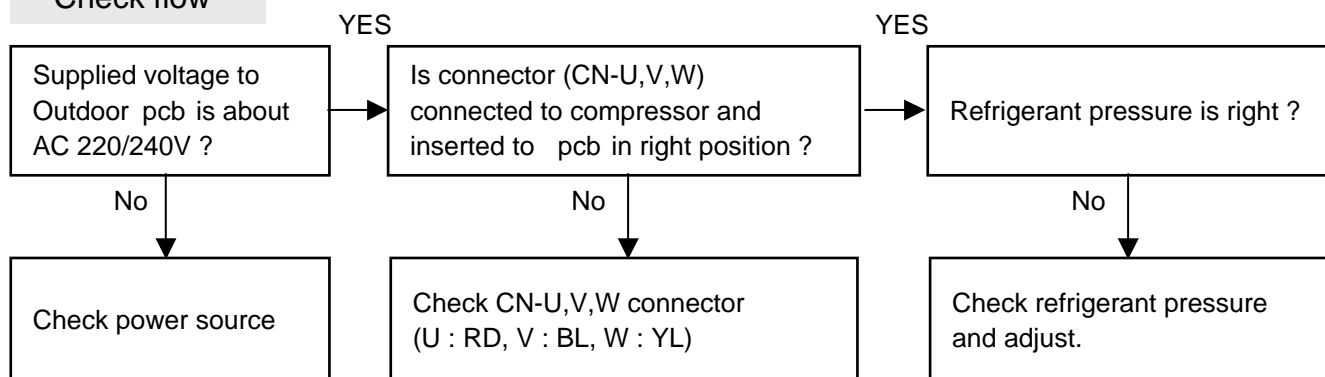 Check flow
YES
YES
Supplied voltage to
Outdoor pcb is about
AC 220/240V ?
Is connector (CN-U,V,W)
connected to compressor and
inserted to pcb in right position ?
Refrigerant pressure is right ?
No
No
No
Check power source
Check CN-U,V,W connector
(U : RD, V : BL, W : YL)
Check refrigerant pressure
and adjust.